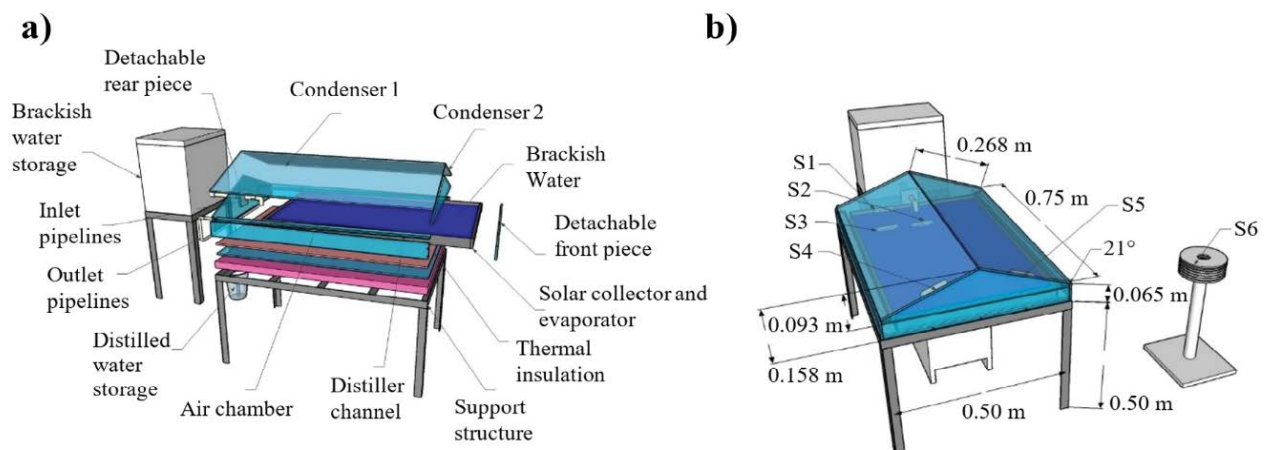 a)
Detachable
rear piece
Condenser 1
Condenser 2
Brackish
water
storage
Brackish
Water
Inlet
pipelines
Detachable
front piece
Outlet
pipelines
Solar collector and
evaporator
Distilled
water
storage
Thermal
insulation
Air chamber
Distiller
channel
Support
structure
b)
0.268 m
S1
S2
0.75 m
S3
S5
S4
S6
21°
0.065 m
0.093 m
0.158 m
0.50 m
0.50 m